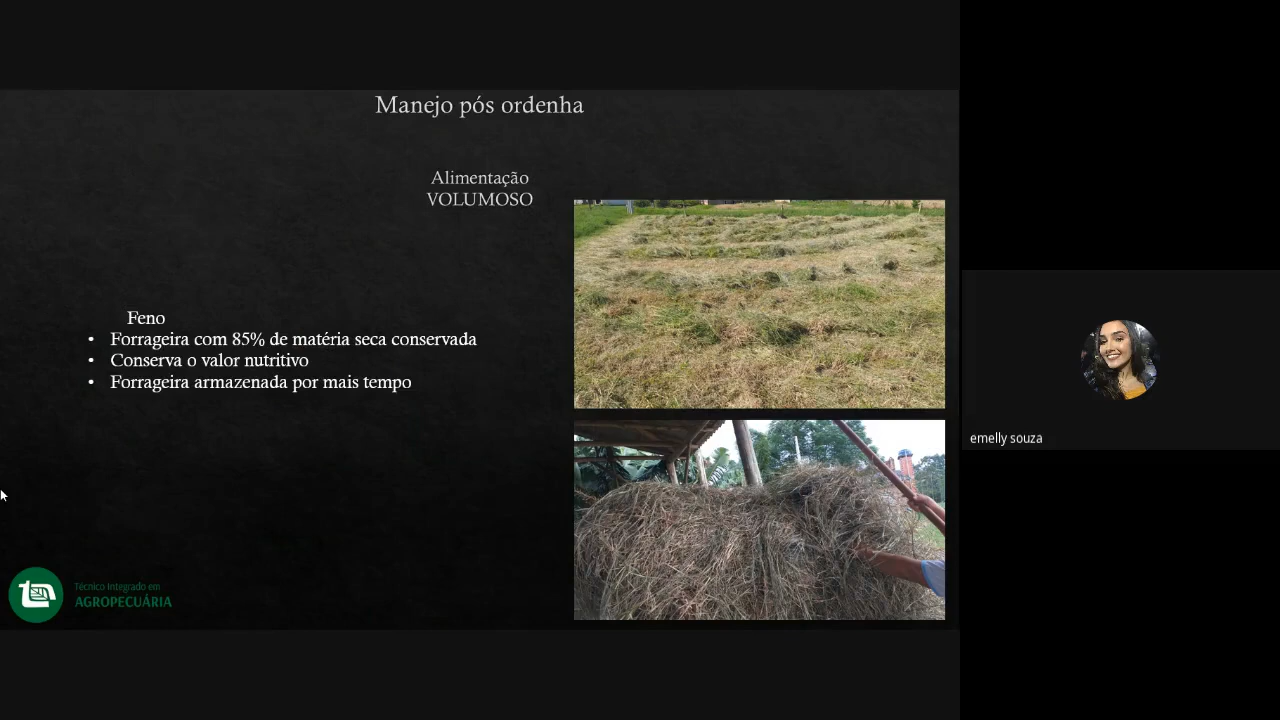 Manejo pós ordenha
Alimentação
VOLUMOSO
Feno
• Forrageira com 85% de matéria seca conservada
• Conserva o valor nutritivo
• Forrageira armazenada por mais tempo
emelly souza
Técnico Integrado em
AGROPECUÁRIA